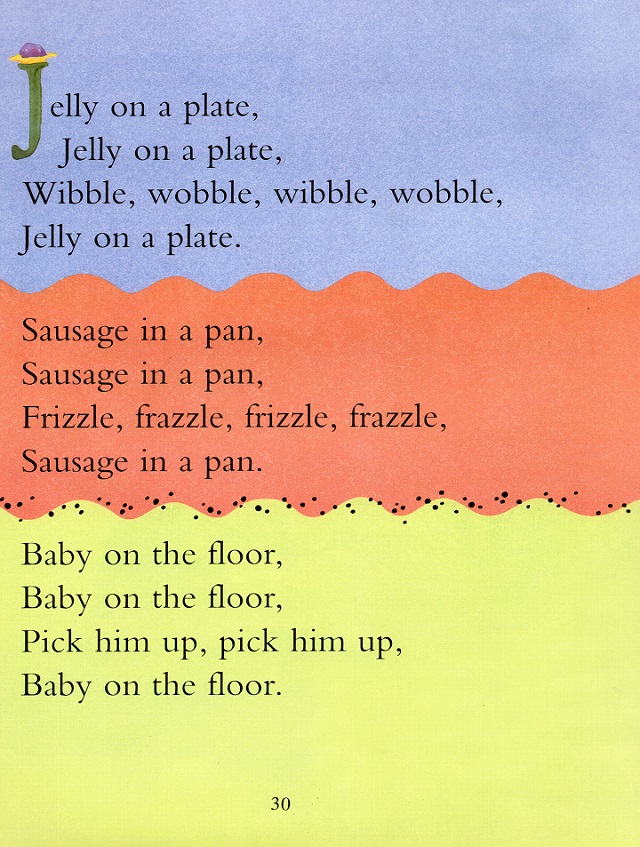 Jelly on a plate,
Jelly on a plate,
Wibble, wobble, wibble, wobble,
Jelly on a plate.
Sausage in a pan,
Sausage in a pan,
Frizzle, frazzle, frizzle, frazzle,
Sausage in a pan.
Baby on the floor,
Baby on the floor,
Pick him up, pick him up,
Baby on the floor.
30